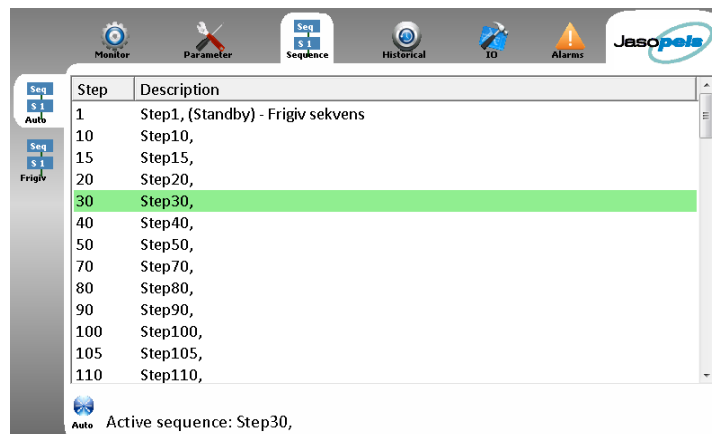 Seq
S 1
Monitor Parameter Sequence Historical IO Alarms Jasopels
Seq
S 1
Auto
Seq
S 1
Frigiv
Step Description
1 Step1, (Standby) - Frigiv sekvens
10 Step10,
15 Step15,
20 Step20,
30 Step30,
40 Step40,
50 Step50,
70 Step70,
80 Step80,
90 Step90,
100 Step100,
105 Step105,
110 Step110,
Auto Active sequence: Step30,